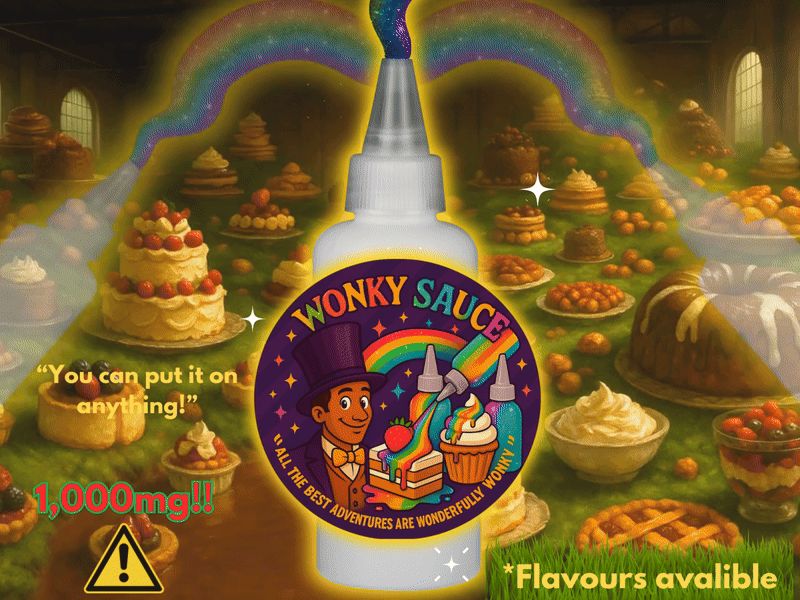 WONKY SAUCE
"ALL THE BEST ADVENTURES ARE WONDERFULLY WONKY"
“You can put it on
anything!”
1,000mg!!
!
*Flavours avalible